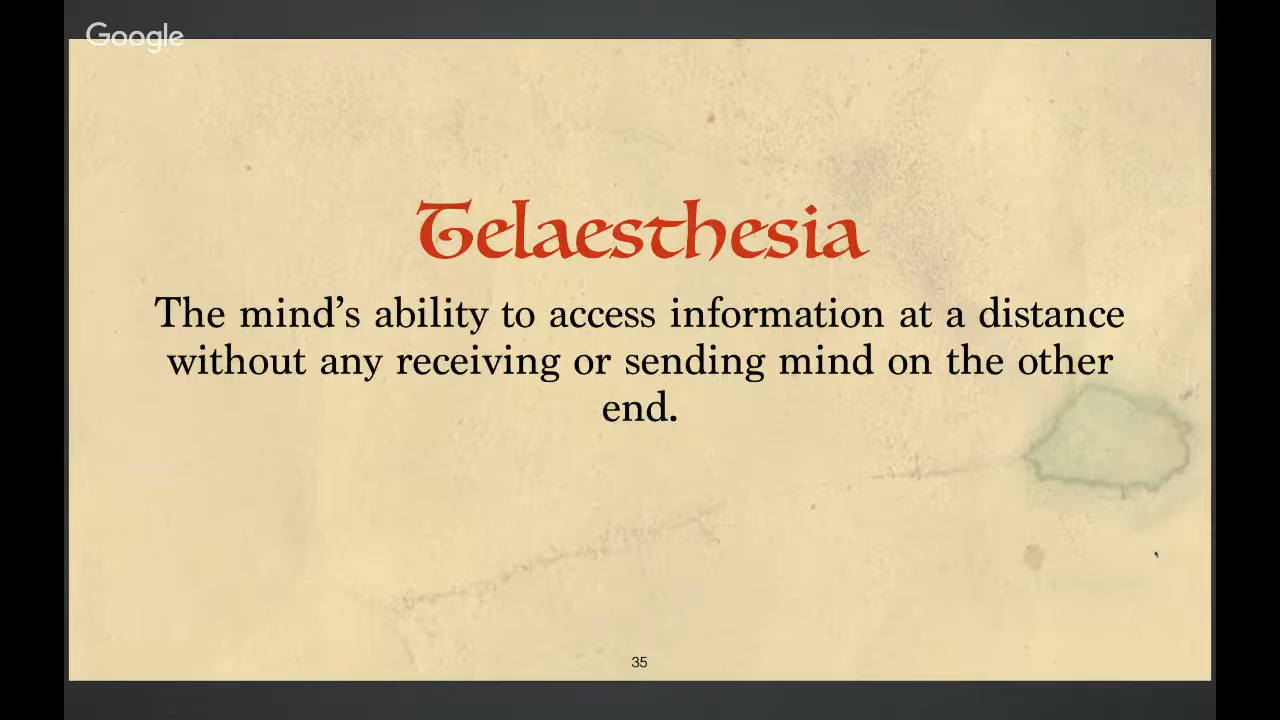 Google
Telaesthesia
The mind’s ability to access information at a distance
without any receiving or sending mind on the other
end.
35